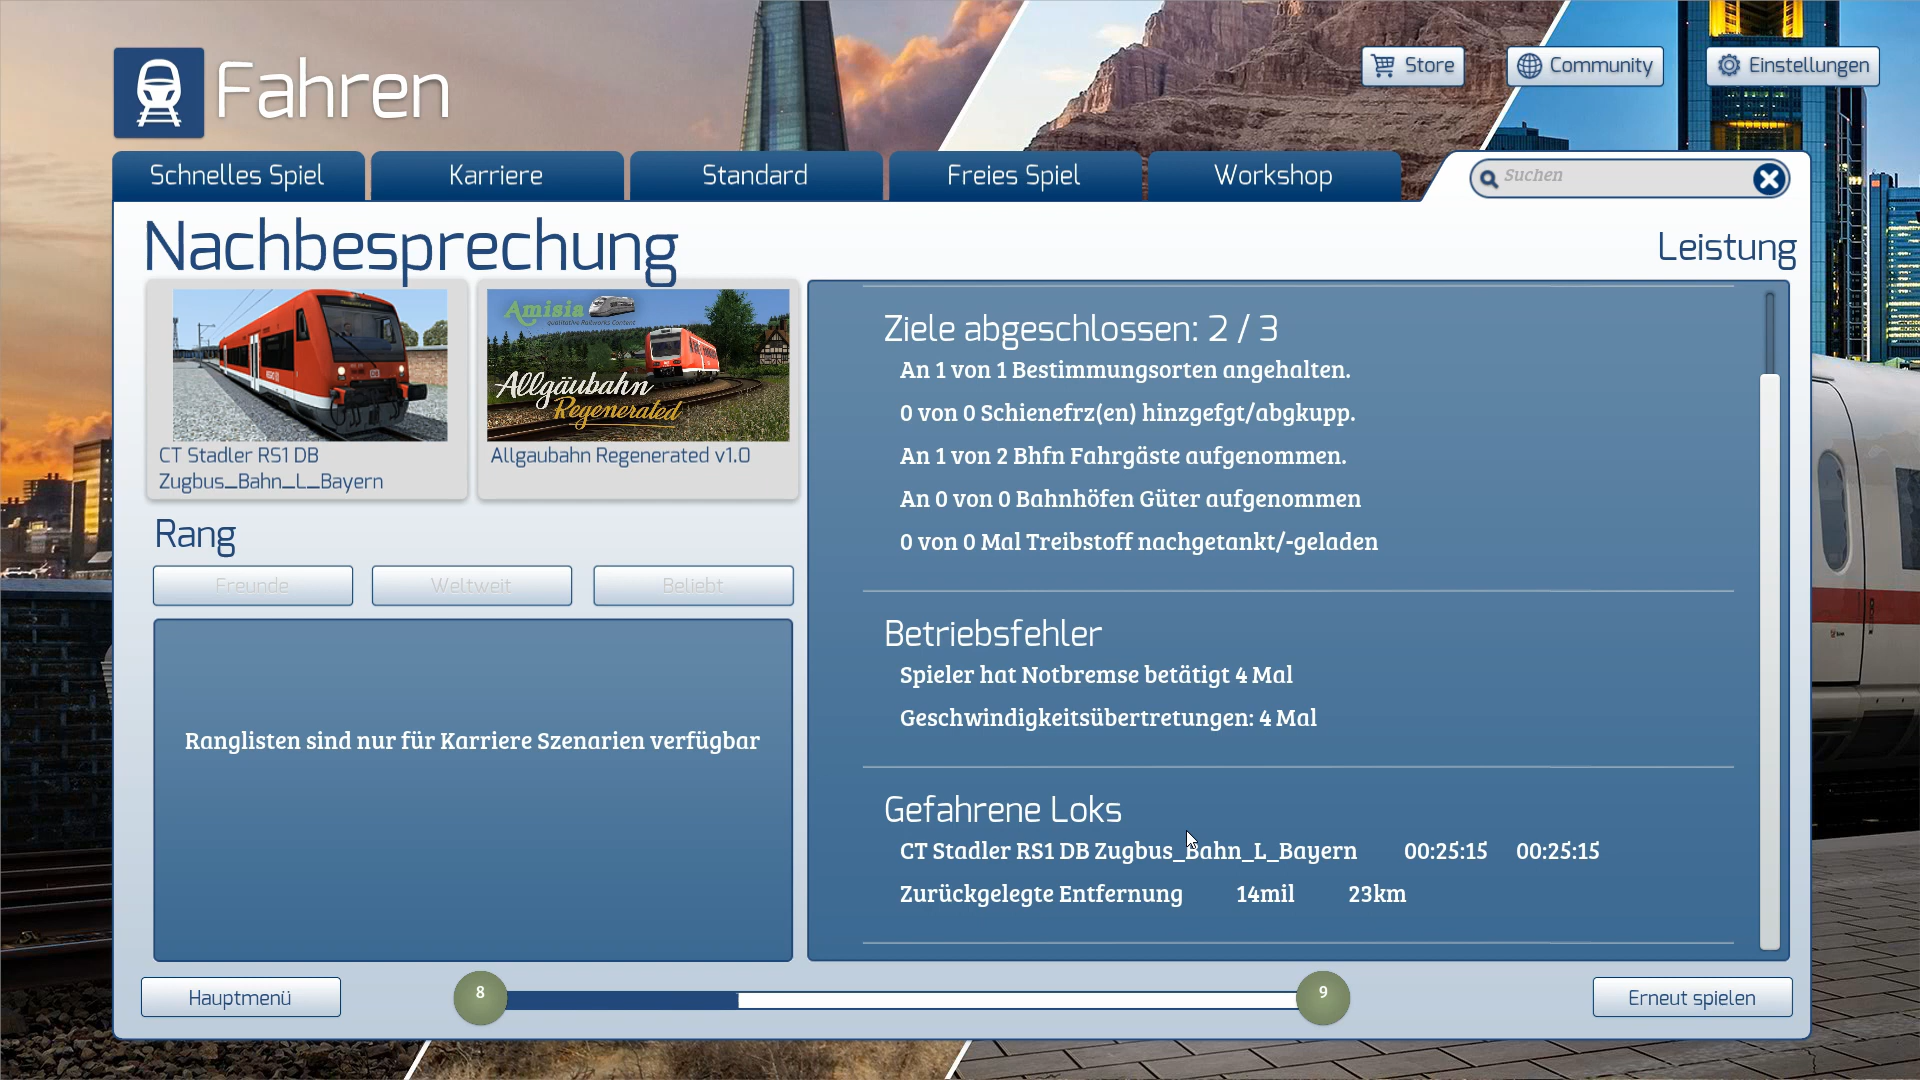 Fahren
Store
Community
Einstellungen
Schnelles Spiel
Karriere
Standard
Freies Spiel
Workshop
Suchen
Nachbesprechung
Leistung
Amisia
qualitative Railworks Content
Allgäubahn
Regenerated
CT Stadler RS1 DB
Zugbus_Bahn_L_Bayern
Allgaubahn Regenerated v1.0
Rang
Freunde
Weltweit
Beliebt
Ranglisten sind nur für Karriere Szenarien verfügbar
Ziele abgeschlossen: 2 / 3
An 1 von 1 Bestimmungsorten angehalten.
0 von 0 Schienefrz(en) hinzgefgt/abgkupp.
An 1 von 2 Bhfn Fahrgäste aufgenommen.
An 0 von 0 Bahnhöfen Güter aufgenommen
0 von 0 Mal Treibstoff nachgetankt/-geladen
Betriebsfehler
Spieler hat Notbremse betätigt 4 Mal
Geschwindigkeitsübertretungen: 4 Mal
Gefahrene Loks
CT Stadler RS1 DB Zugbus_Bahn_L_Bayern 00:25:15 00:25:15
Zurückgelegte Entfernung 14mil 23km
Hauptmenü
8
9
Erneut spielen